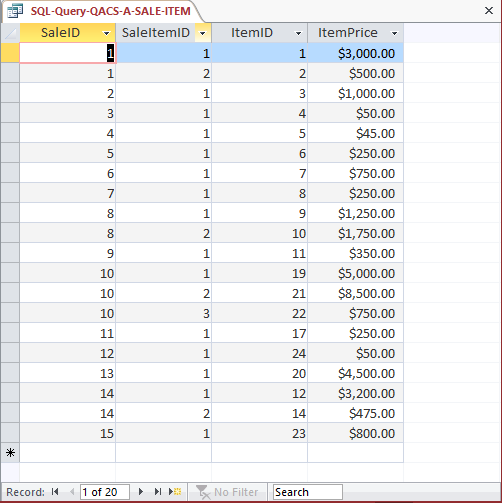 SQL-Query-QACS-A-SALE-ITEM
SaleID SaleItemID ItemID ItemPrice
1 1 1 $3,000.00
1 2 2 $500.00
2 1 3 $1,000.00
3 1 4 $50.00
4 1 5 $45.00
5 1 6 $250.00
6 1 7 $750.00
7 1 8 $250.00
8 1 9 $1,250.00
8 2 10 $1,750.00
9 1 11 $350.00
10 1 19 $5,000.00
10 2 21 $8,500.00
10 3 22 $750.00
11 1 17 $250.00
12 1 24 $50.00
13 1 20 $4,500.00
14 1 12 $3,200.00
14 2 14 $475.00
15 1 23 $800.00
Record: 1 of 20 No Filter Search